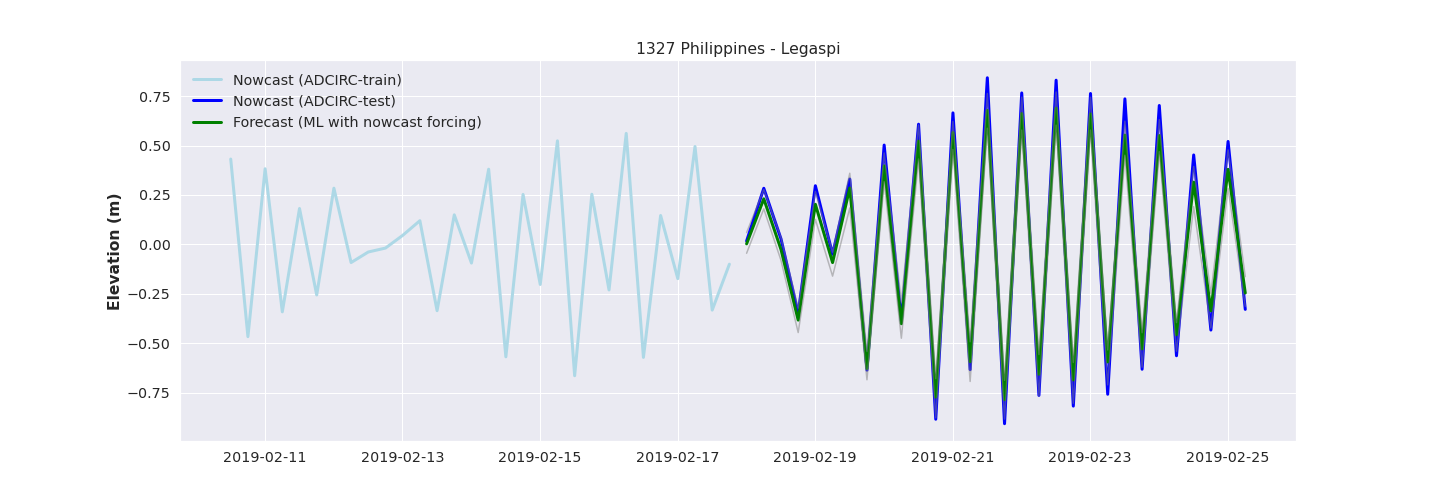 1327 Philippines - Legaspi
Nowcast (ADCIRC-train)
Nowcast (ADCIRC-test)
Forecast (ML with nowcast forcing)
Elevation (m)
0.75
0.50
0.25
0.00
−0.25
−0.50
−0.75
2019-02-11 2019-02-13 2019-02-15 2019-02-17 2019-02-19 2019-02-21 2019-02-23 2019-02-25